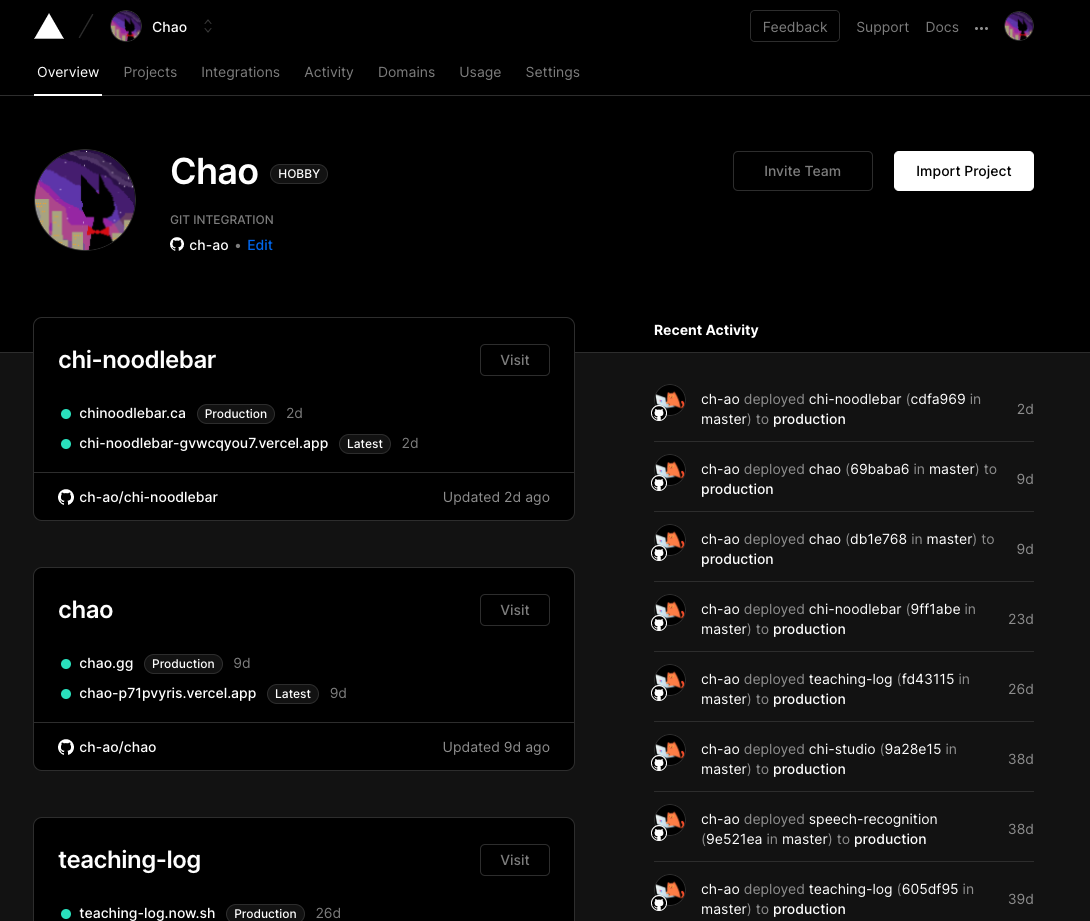 Chao
Feedback
Support
Docs
Overview
Projects
Integrations
Activity
Domains
Usage
Settings
Chao HOBBY
Invite Team
Import Project
GIT INTEGRATION
ch-ao • Edit
chi-noodlebar
Visit
chinoodlebar.ca Production 2d
chi-noodlebar-gvwcqyou7.vercel.app Latest 2d
ch-ao/chi-noodlebar
Updated 2d ago
chao
Visit
chao.gg Production 9d
chao-p71pvyris.vercel.app Latest 9d
ch-ao/chao
Updated 9d ago
teaching-log
Visit
teaching-log.now.sh Production 26d
Recent Activity
ch-ao deployed chi-noodlebar (cdfa969 in
master) to production
2d
ch-ao deployed chao (69baba6 in master) to
production
9d
ch-ao deployed chao (db1e768 in master) to
production
9d
ch-ao deployed chi-noodlebar (9ff1abe in
master) to production
23d
ch-ao deployed teaching-log (fd43115 in
master) to production
26d
ch-ao deployed chi-studio (9a28e15 in
master) to production
38d
ch-ao deployed speech-recognition
(9e521ea in master) to production
38d
ch-ao deployed teaching-log (605df95 in
master) to production
39d